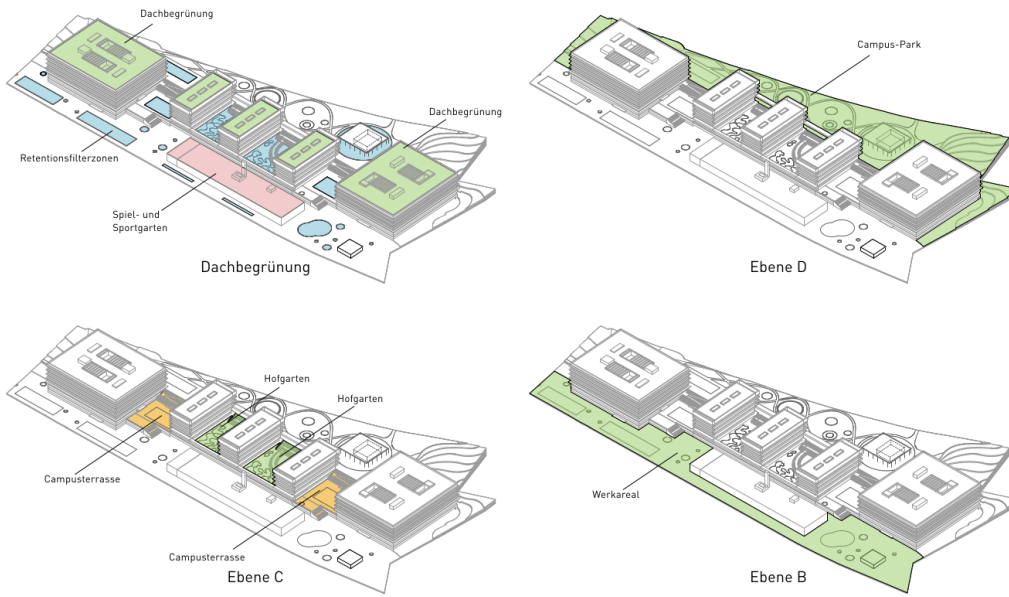 Dachbegrünung
Dachbegrünung
Retentionsfilterzonen
Spiel- und
Sportgarten
Dachbegrünung
Campus-Park
Ebene D
Hofgarten
Hofgarten
Campusterrasse
Campusterrasse
Ebene C
Werkareal
Ebene B